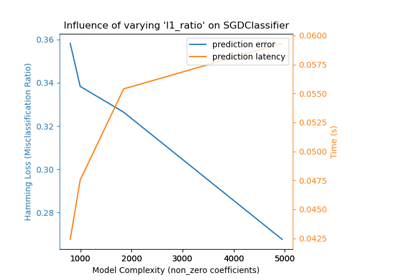 Influence of varying 'l1_ratio' on SGDClassifier
prediction error
prediction latency
Hamming Loss (Misclassification Ratio)
0.36
0.34
0.32
0.30
0.28
0.0600
0.0575
0.0550
0.0525
0.0500
0.0475
0.0450
0.0425
Time (s)
1000 2000 3000 4000 5000
Model Complexity (non_zero coefficients)